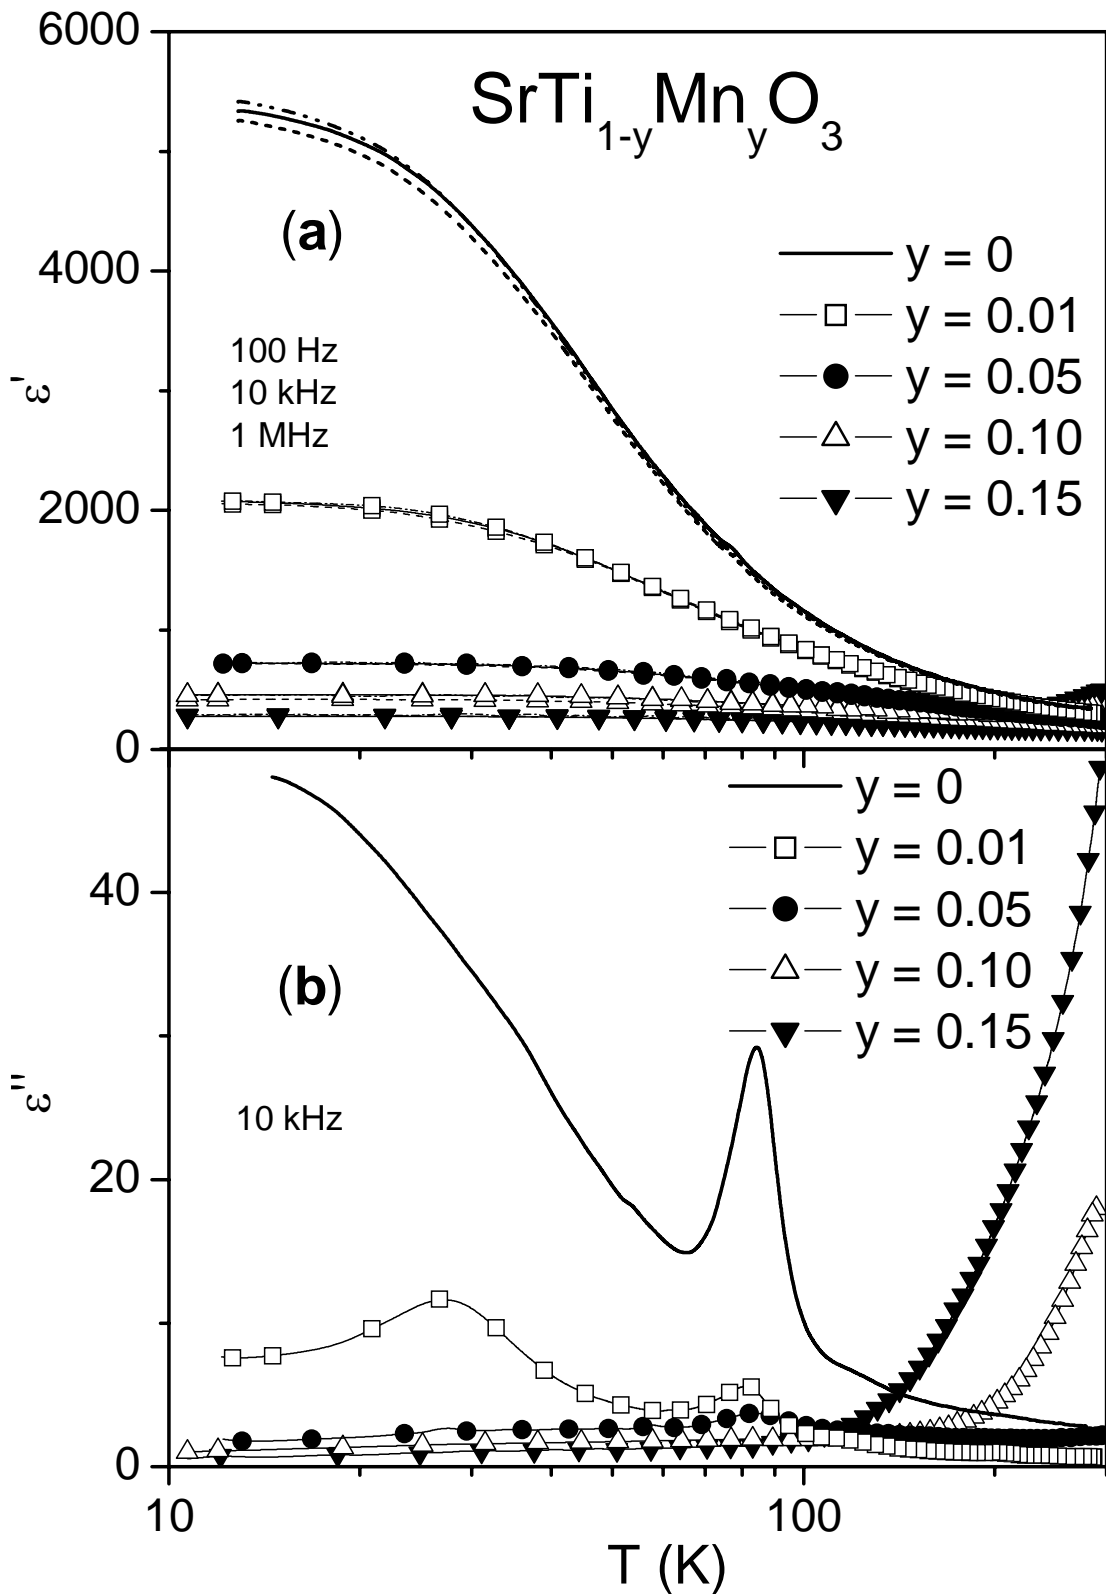 6000
SrTi1-yMnyO3
(a)
y = 0
4000
y = 0.01
100 Hz
y = 0.05
ε'
10 kHz
1 MHz
y = 0.10
2000
y = 0.15
0
y = 0
y = 0.01
40
y = 0.05
(b)
y = 0.10
y = 0.15
ε''
10 kHz
20
0
10
100
T (K)